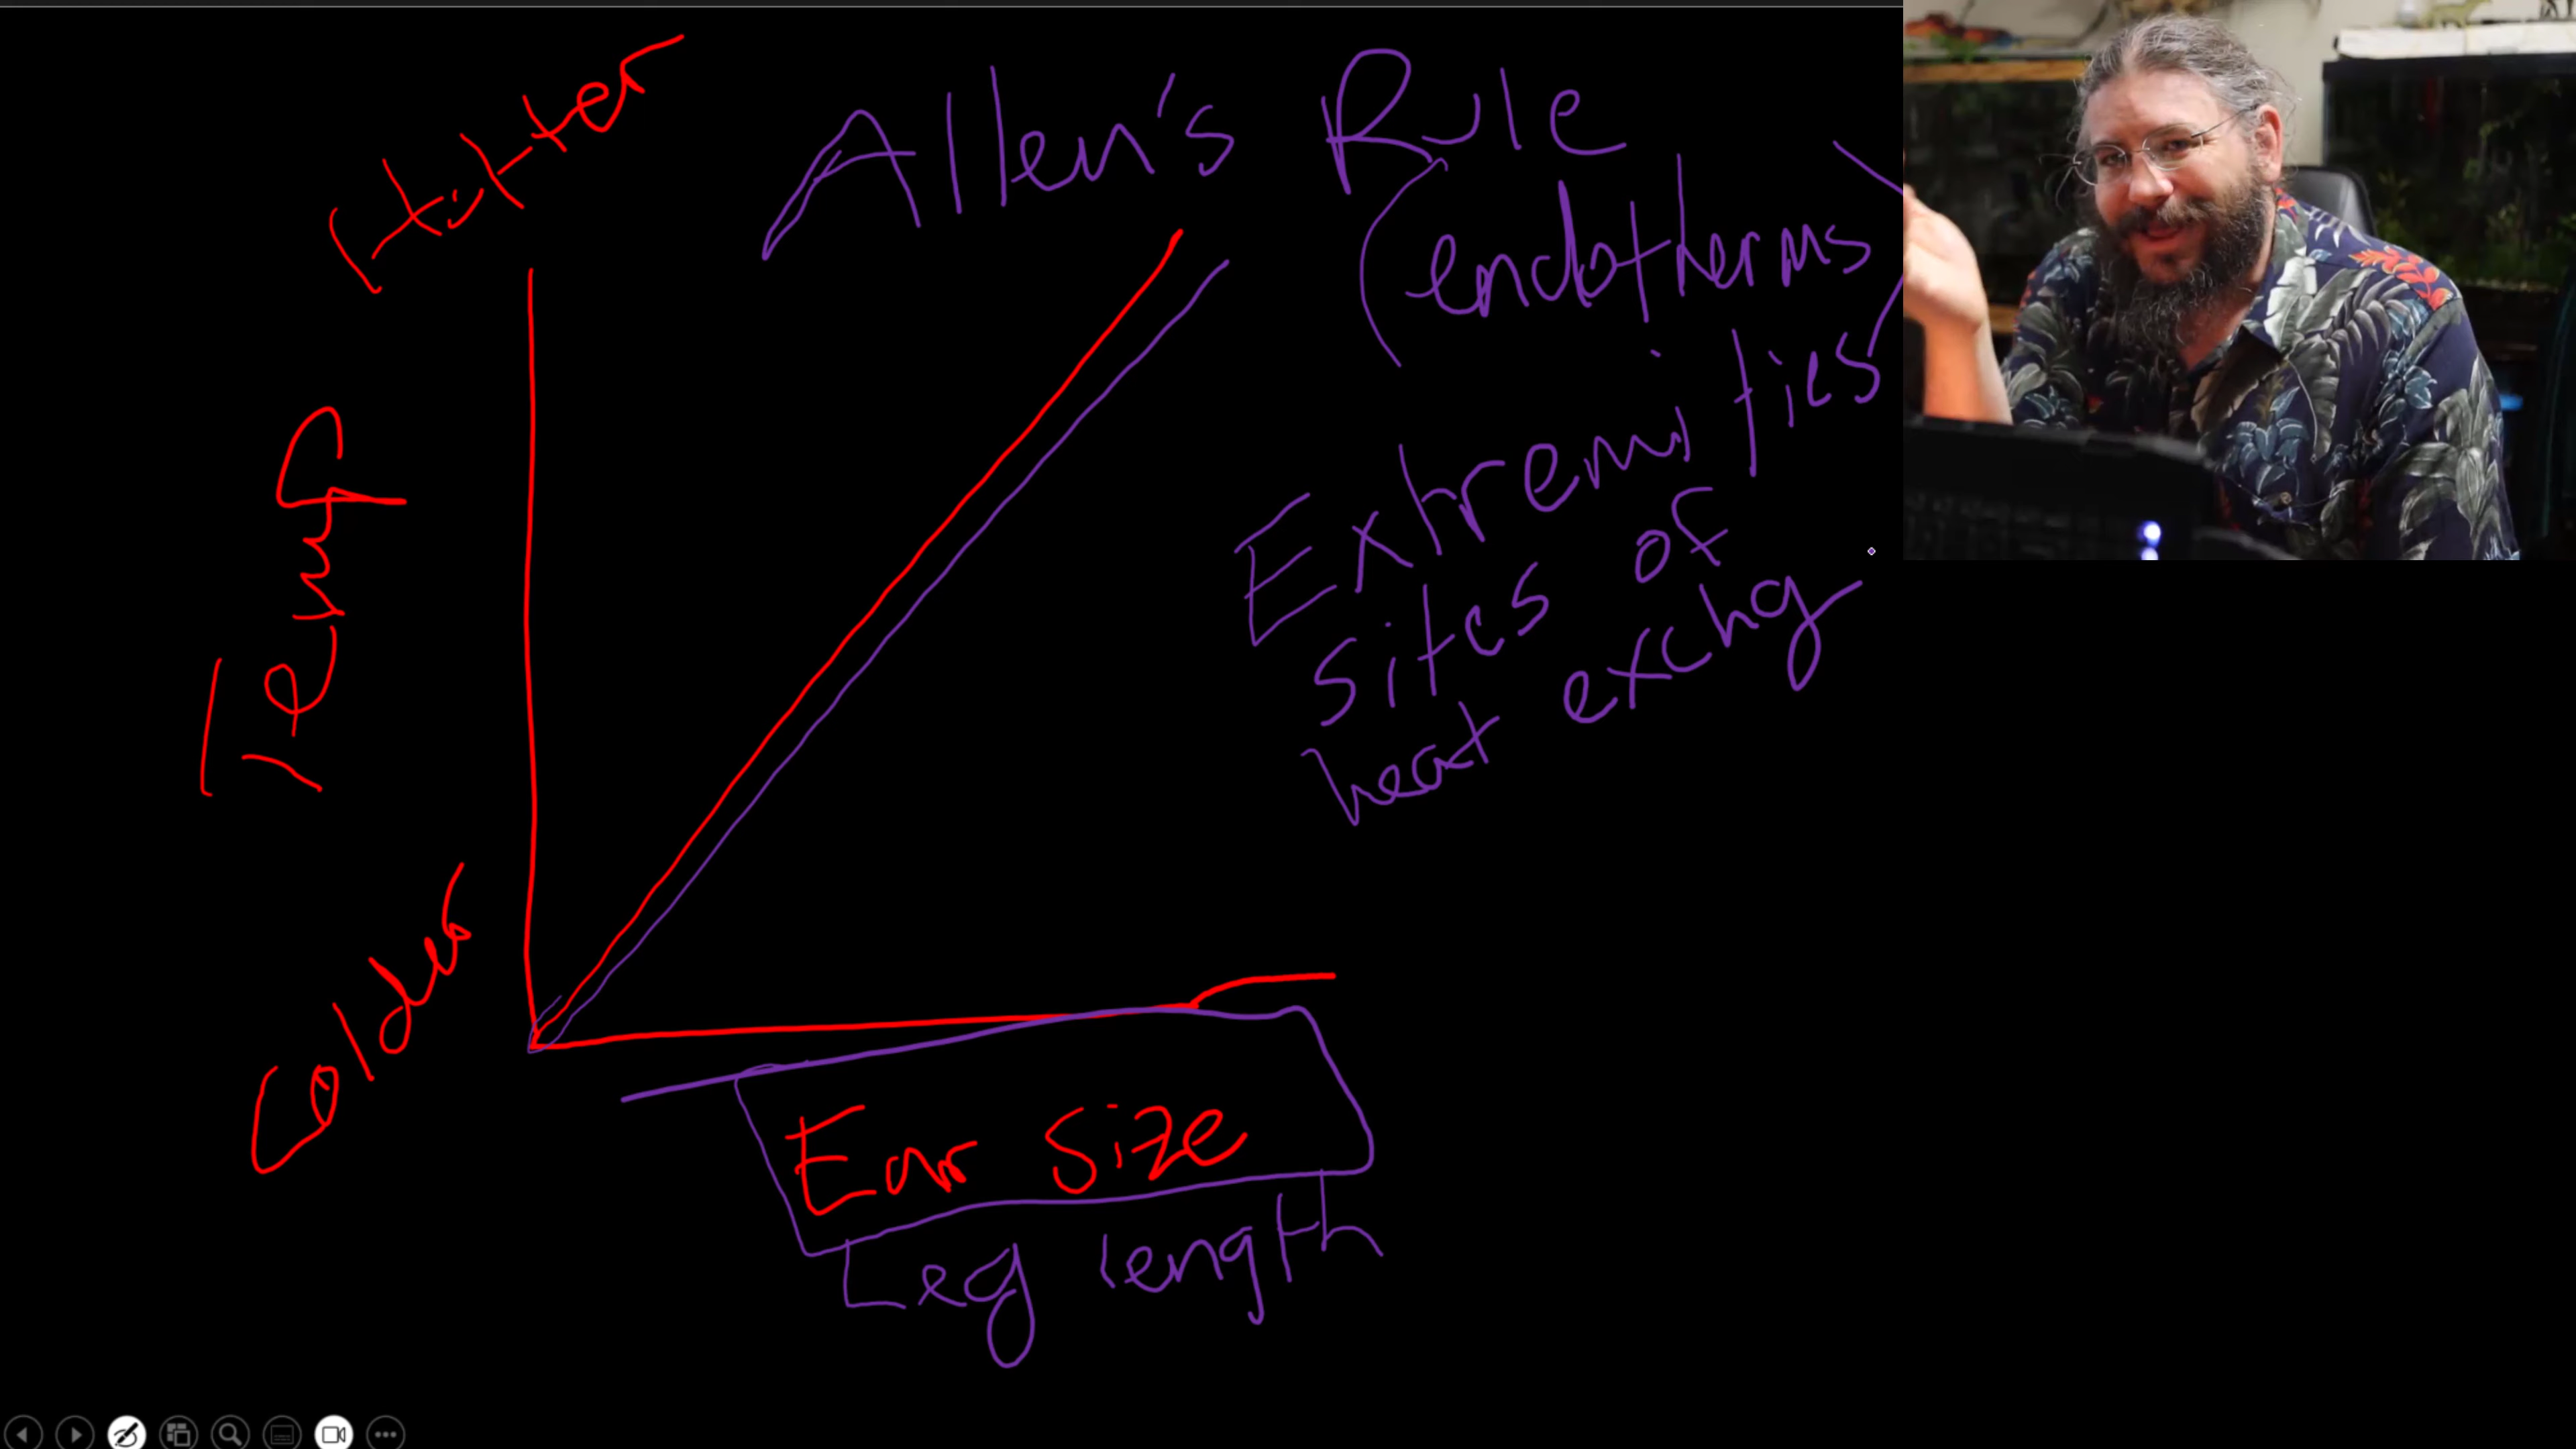 Allen's Rule
(endotherms)
Extremities
sites of
heat exchg
Hotter
Temp
Colder
Ear Size
Leg length